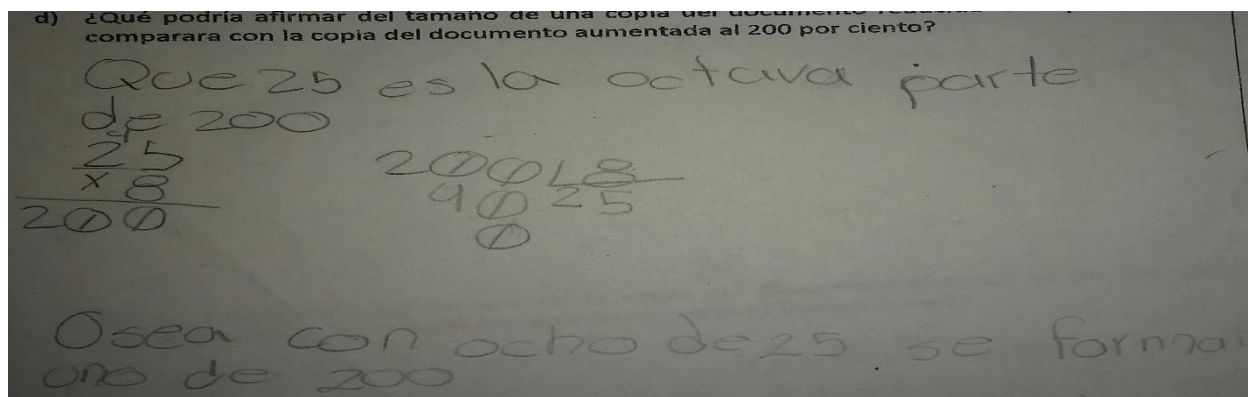 d) ¿Qué podría afirmar del tamaño de una copia del documento
comparara con la copia del documento aumentada al 200 por ciento?
Que 25 es la octava parte
de 200
4
25
x 8
200
200 8
40 25
0
Osea con ocho de 25 se forma
uno de 200